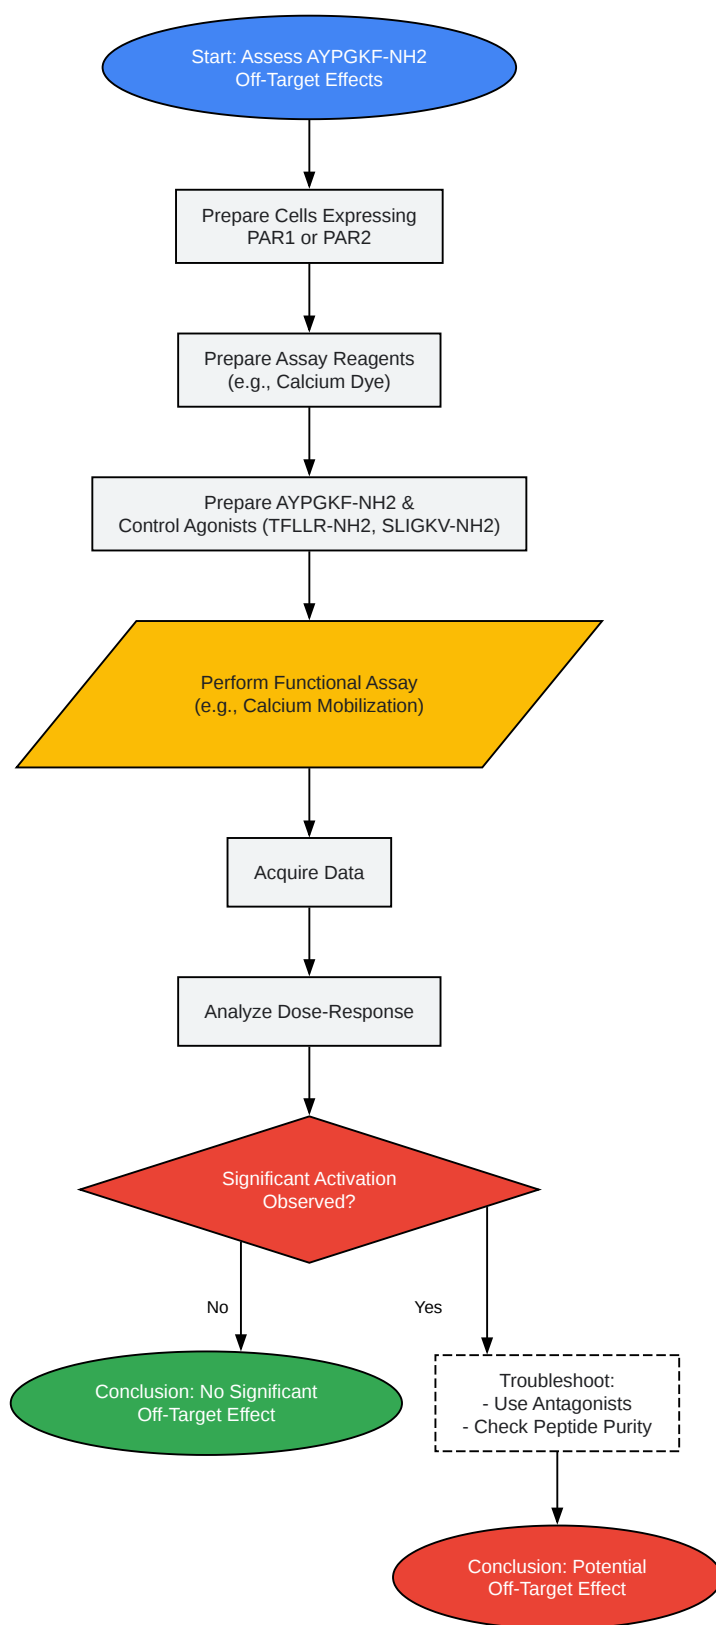 Start: Assess AYPGKF-NH2
Off-Target Effects
Prepare Cells Expressing
PAR1 or PAR2
Prepare Assay Reagents
(e.g., Calcium Dye)
Prepare AYPGKF-NH2 &
Control Agonists (TFLLR-NH2, SLIGKV-NH2)
Perform Functional Assay
(e.g., Calcium Mobilization)
Acquire Data
Analyze Dose-Response
Significant Activation
Observed?
No
Yes
Conclusion: No Significant
Off-Target Effect
Troubleshoot:
- Use Antagonists
- Check Peptide Purity
Conclusion: Potential
Off-Target Effect